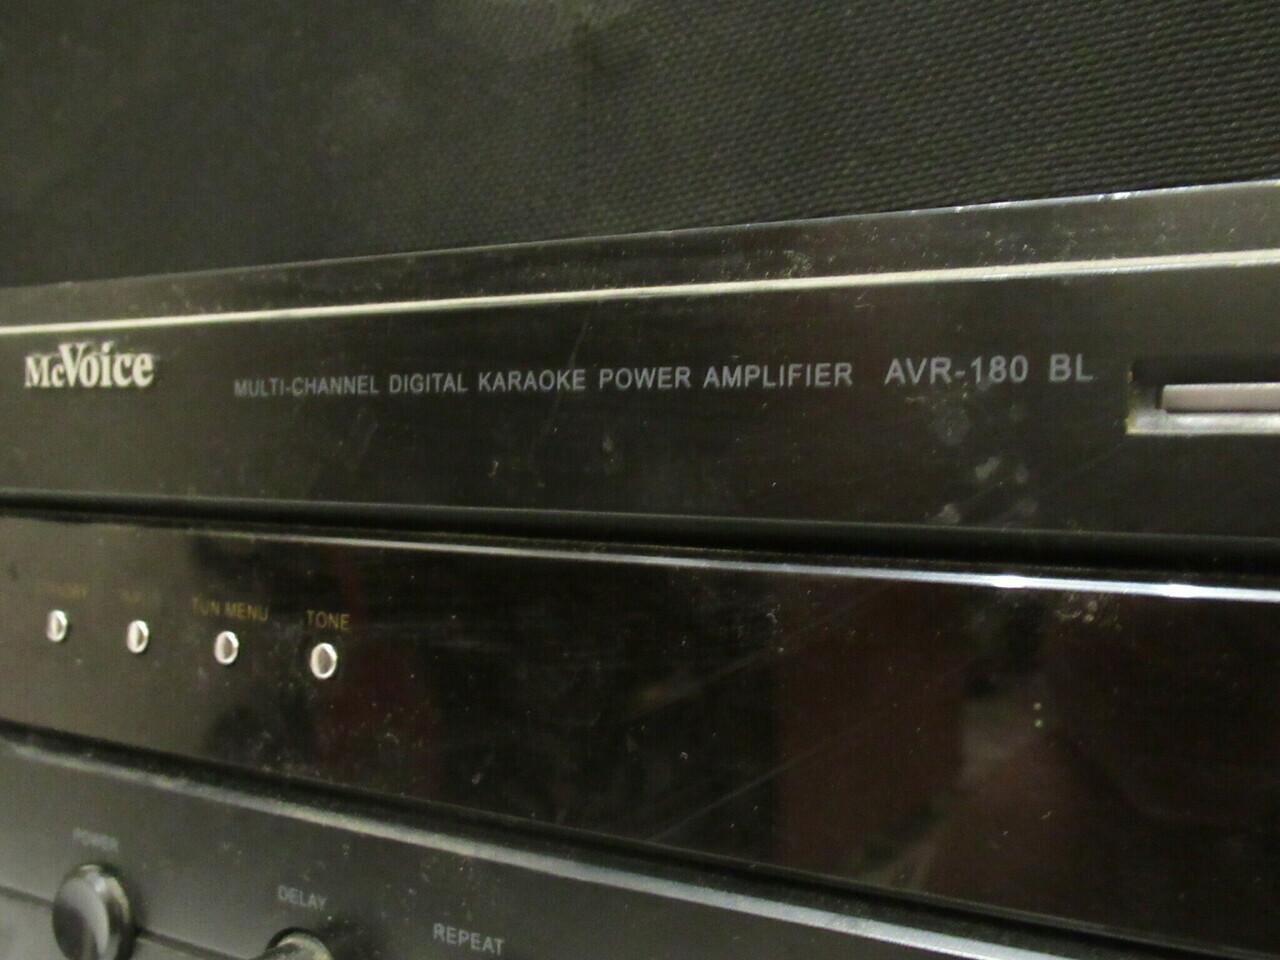 McVoice
MULTI-CHANNEL DIGITAL KARAOKE POWER AMPLIFIER AVR-180 BL
TUN MENU
TONE
POWER
DELAY
REPEAT